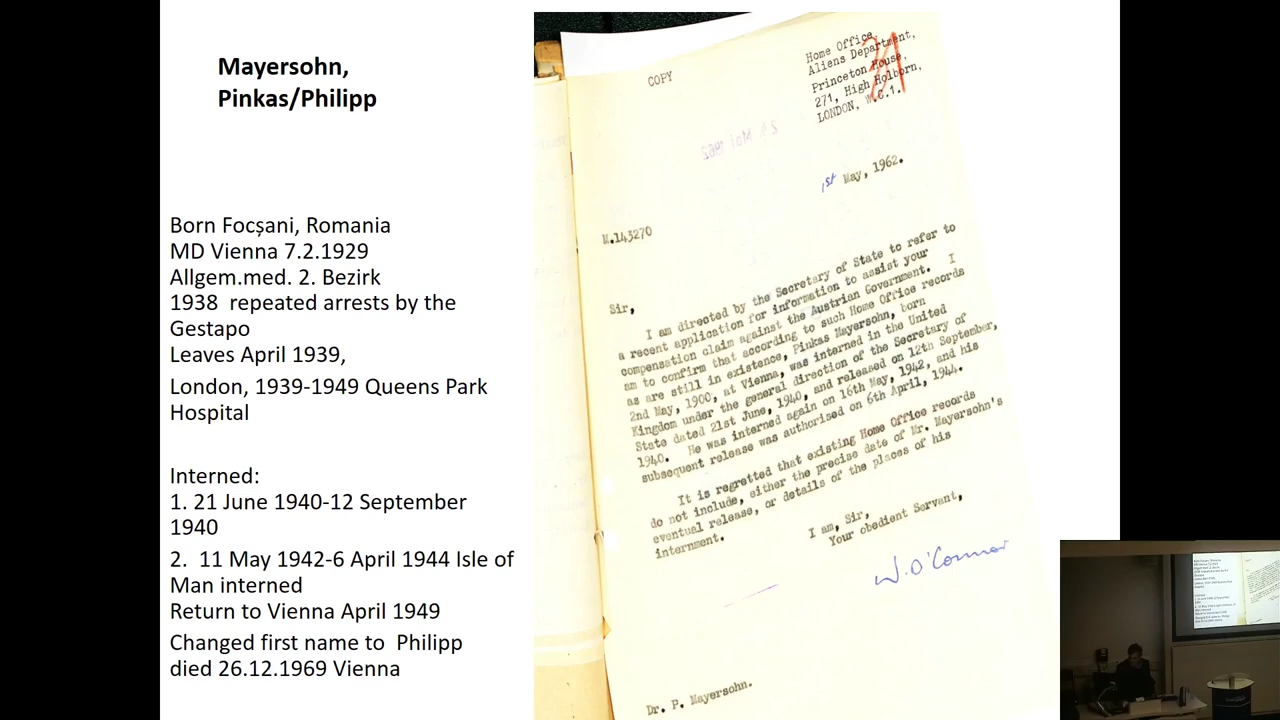 Mayersohn,
Pinkas/Philipp
Born Focșani, Romania
MD Vienna 7.2.1929
Allgem.med. 2. Bezirk
1938 repeated arrests by the
Gestapo
Leaves April 1939,
London, 1939-1949 Queens Park
Hospital
Interned:
1. 21 June 1940-12 September
1940
2. 11 May 1942-6 April 1944 Isle of
Man interned
Return to Vienna April 1949
Changed first name to Philipp
died 26.12.1969 Vienna
COPY
Home Office,
Aliens Department,
Princeton House,
271, High Holborn,
LONDON, W.C.1.
1st May, 1962.
M.143270
Sir,
I am directed by the Secretary of State to refer to
a recent application for information to assist your
compensation claim against the Austrian Government. I
am to confirm that according to such Home Office records
as are still in existence, Pinkas Mayersohn, born
2nd May, 1900, at Vienna, was interned in the United
Kingdom under the general direction of the Secretary of
State dated 21st June, 1940, and released on 12th September,
1940. He was interned again on 16th May, 1942, and his
subsequent release was authorised on 6th April, 1944.
It is regretted that existing Home Office records
do not include, either the precise date of Mr. Mayersohn's
eventual release, or details of the places of his
internment.
I am, Sir,
Your obedient Servant,
W. O'Connor
Dr. P. Mayersohn.